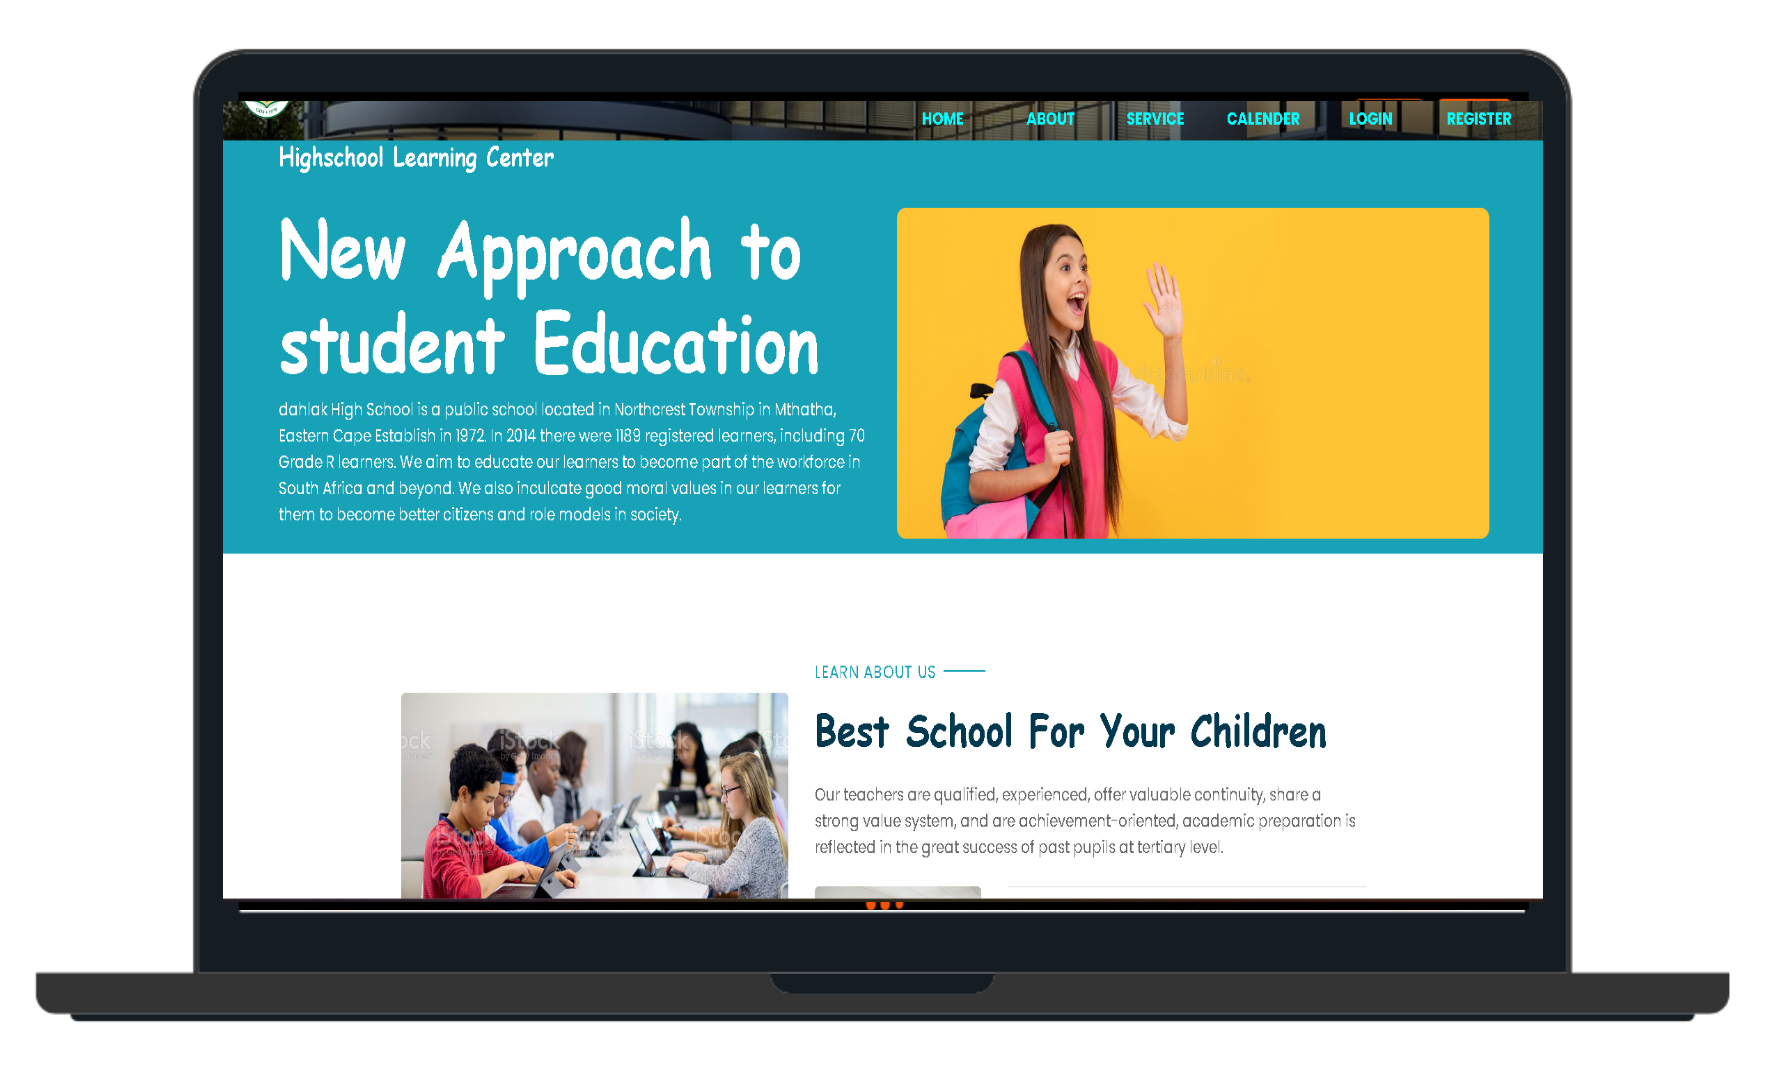 HOME ABOUT SERVICE CALENDER LOGIN REGISTER
Highschool Learning Center
New Approach to
student Education
dahlak High School is a public school located in Northcrest Township in Mthatha,
Eastern Cape Establish in 1972. In 2014 there were 1189 registered learners, including 70
Grade R learners. We aim to educate our learners to become part of the workforce in
South Africa and beyond. We also inculcate good moral values in our learners for
them to become better citizens and role models in society.
LEARN ABOUT US
Best School For Your Children
Our teachers are qualified, experienced, offer valuable continuity, share a
strong value system, and are achievement-oriented, academic preparation is
reflected in the great success of past pupils at tertiary level.
iStock
iStock
iStock
iStock